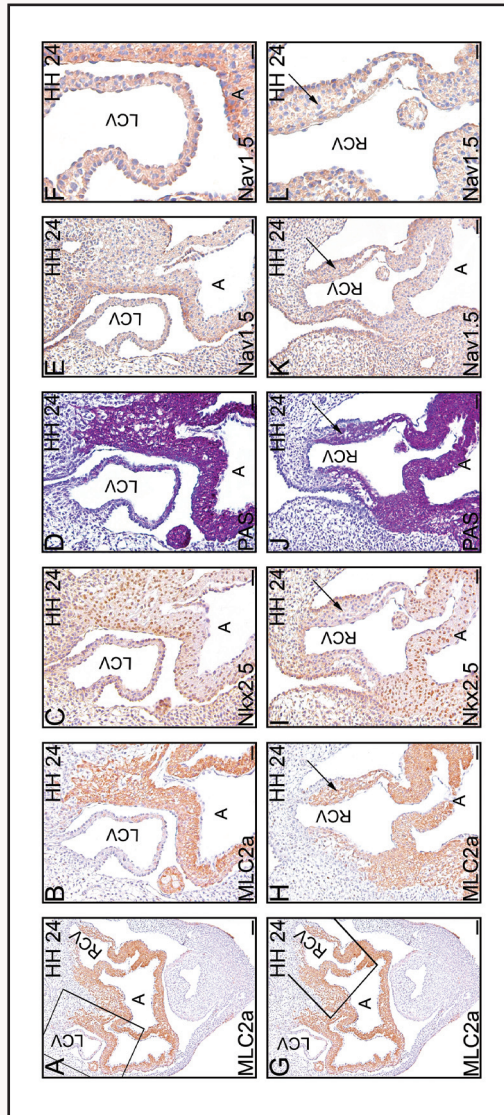 A
HH 24
LCV
RCV
A
MLC2a
B
HH 24
LCV
A
MLC2a
C
HH 24
LCV
A
Nkx2.5
D
HH 24
LCV
A
PAS
E
HH 24
LCV
A
Nav1.5
F
HH 24
LCV
A
Nav1.5
G
HH 24
LCV
RCV
A
MLC2a
H
HH 24
RCV
A
MLC2a
I
HH 24
RCV
A
Nkx2.5
J
HH 24
RCV
A
PAS
K
HH 24
RCV
A
Nav1.5
L
HH 24
RCV
Nav1.5